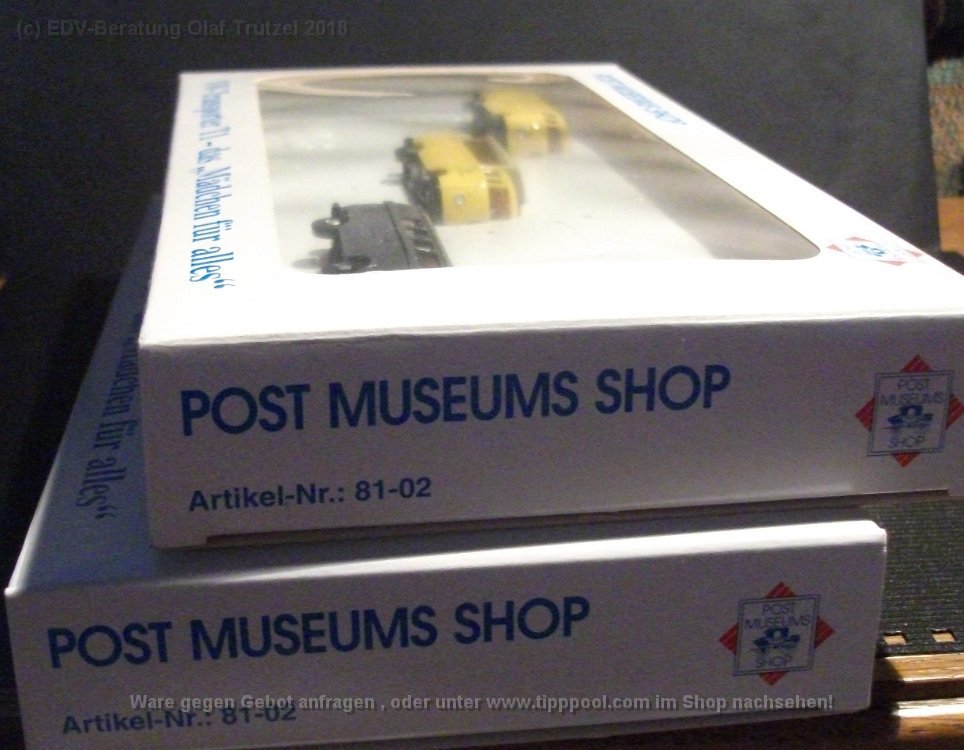 (c) EDV-Beratung Olaf Trutzel 2018
T1 - das „Mädchen für alles“
POST MUSEUMS SHOP
POST
MUSEUMS
SHOP
Artikel-Nr.: 81-02
für alles“
POST MUSEUMS SHOP
POST
MUSEUMS
SHOP
Artikel-Nr.: 81-02
Ware gegen Gebot anfragen , oder unter www.tipppool.com im Shop nachsehen!